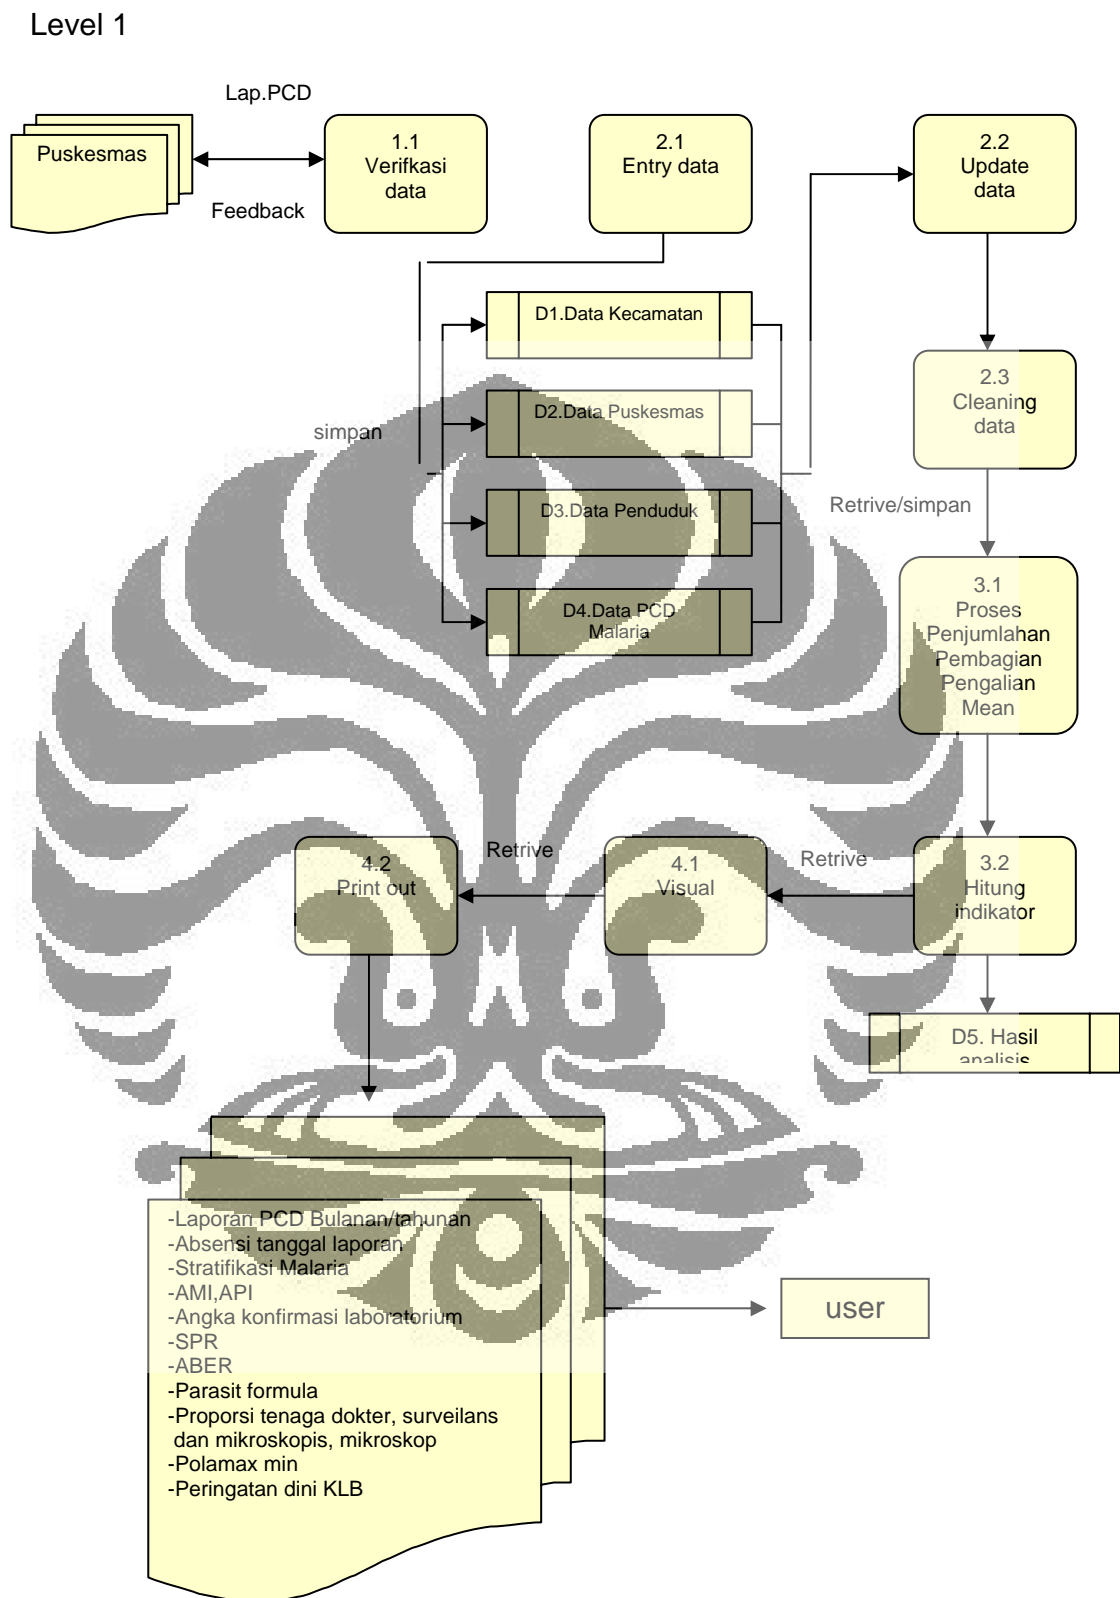 Level 1
Lap.PCD
Puskesmas
Feedback
1.1
Verifkasi
data
2.1
Entry data
2.2
Update
data
D1.Data Kecamatan
D2.Data Puskesmas
simpan
D3.Data Penduduk
D4.Data PCD
Malaria
2.3
Cleaning
data
Retrive/simpan
3.1
Proses
Penjumlahan
Pembagian
Pengalian
Mean
3.2
Hitung
indikator
Retrive
4.1
Visual
Retrive
4.2
Print out
D5. Hasil
analisis
-Laporan PCD Bulanan/tahunan
-Absensi tanggal laporan
-Stratifikasi Malaria
-AMI,API
-Angka konfirmasi laboratorium
-SPR
-ABER
-Parasit formula
-Proporsi tenaga dokter, surveilans
dan mikroskopis, mikroskop
-Polamax min
-Peringatan dini KLB
user